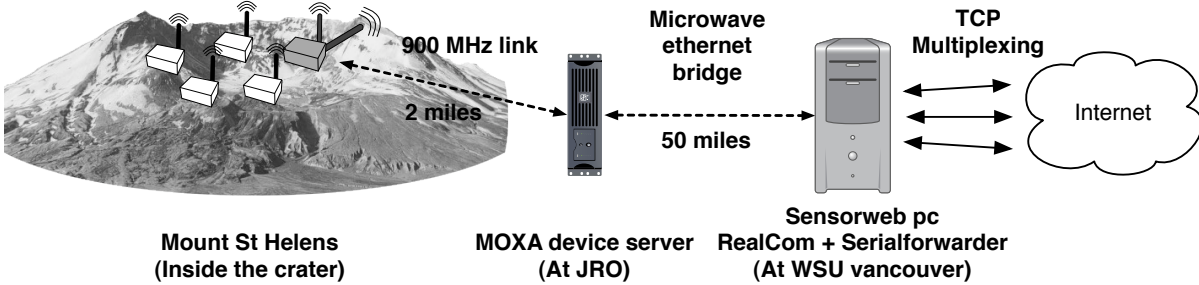 900 MHz link
2 miles
Microwave
ethernet
bridge
50 miles
TCP
Multiplexing
Internet
Mount St Helens
(Inside the crater)
MOXA device server
(At JRO)
Sensorweb pc
RealCom + Serialforwarder
(At WSU vancouver)